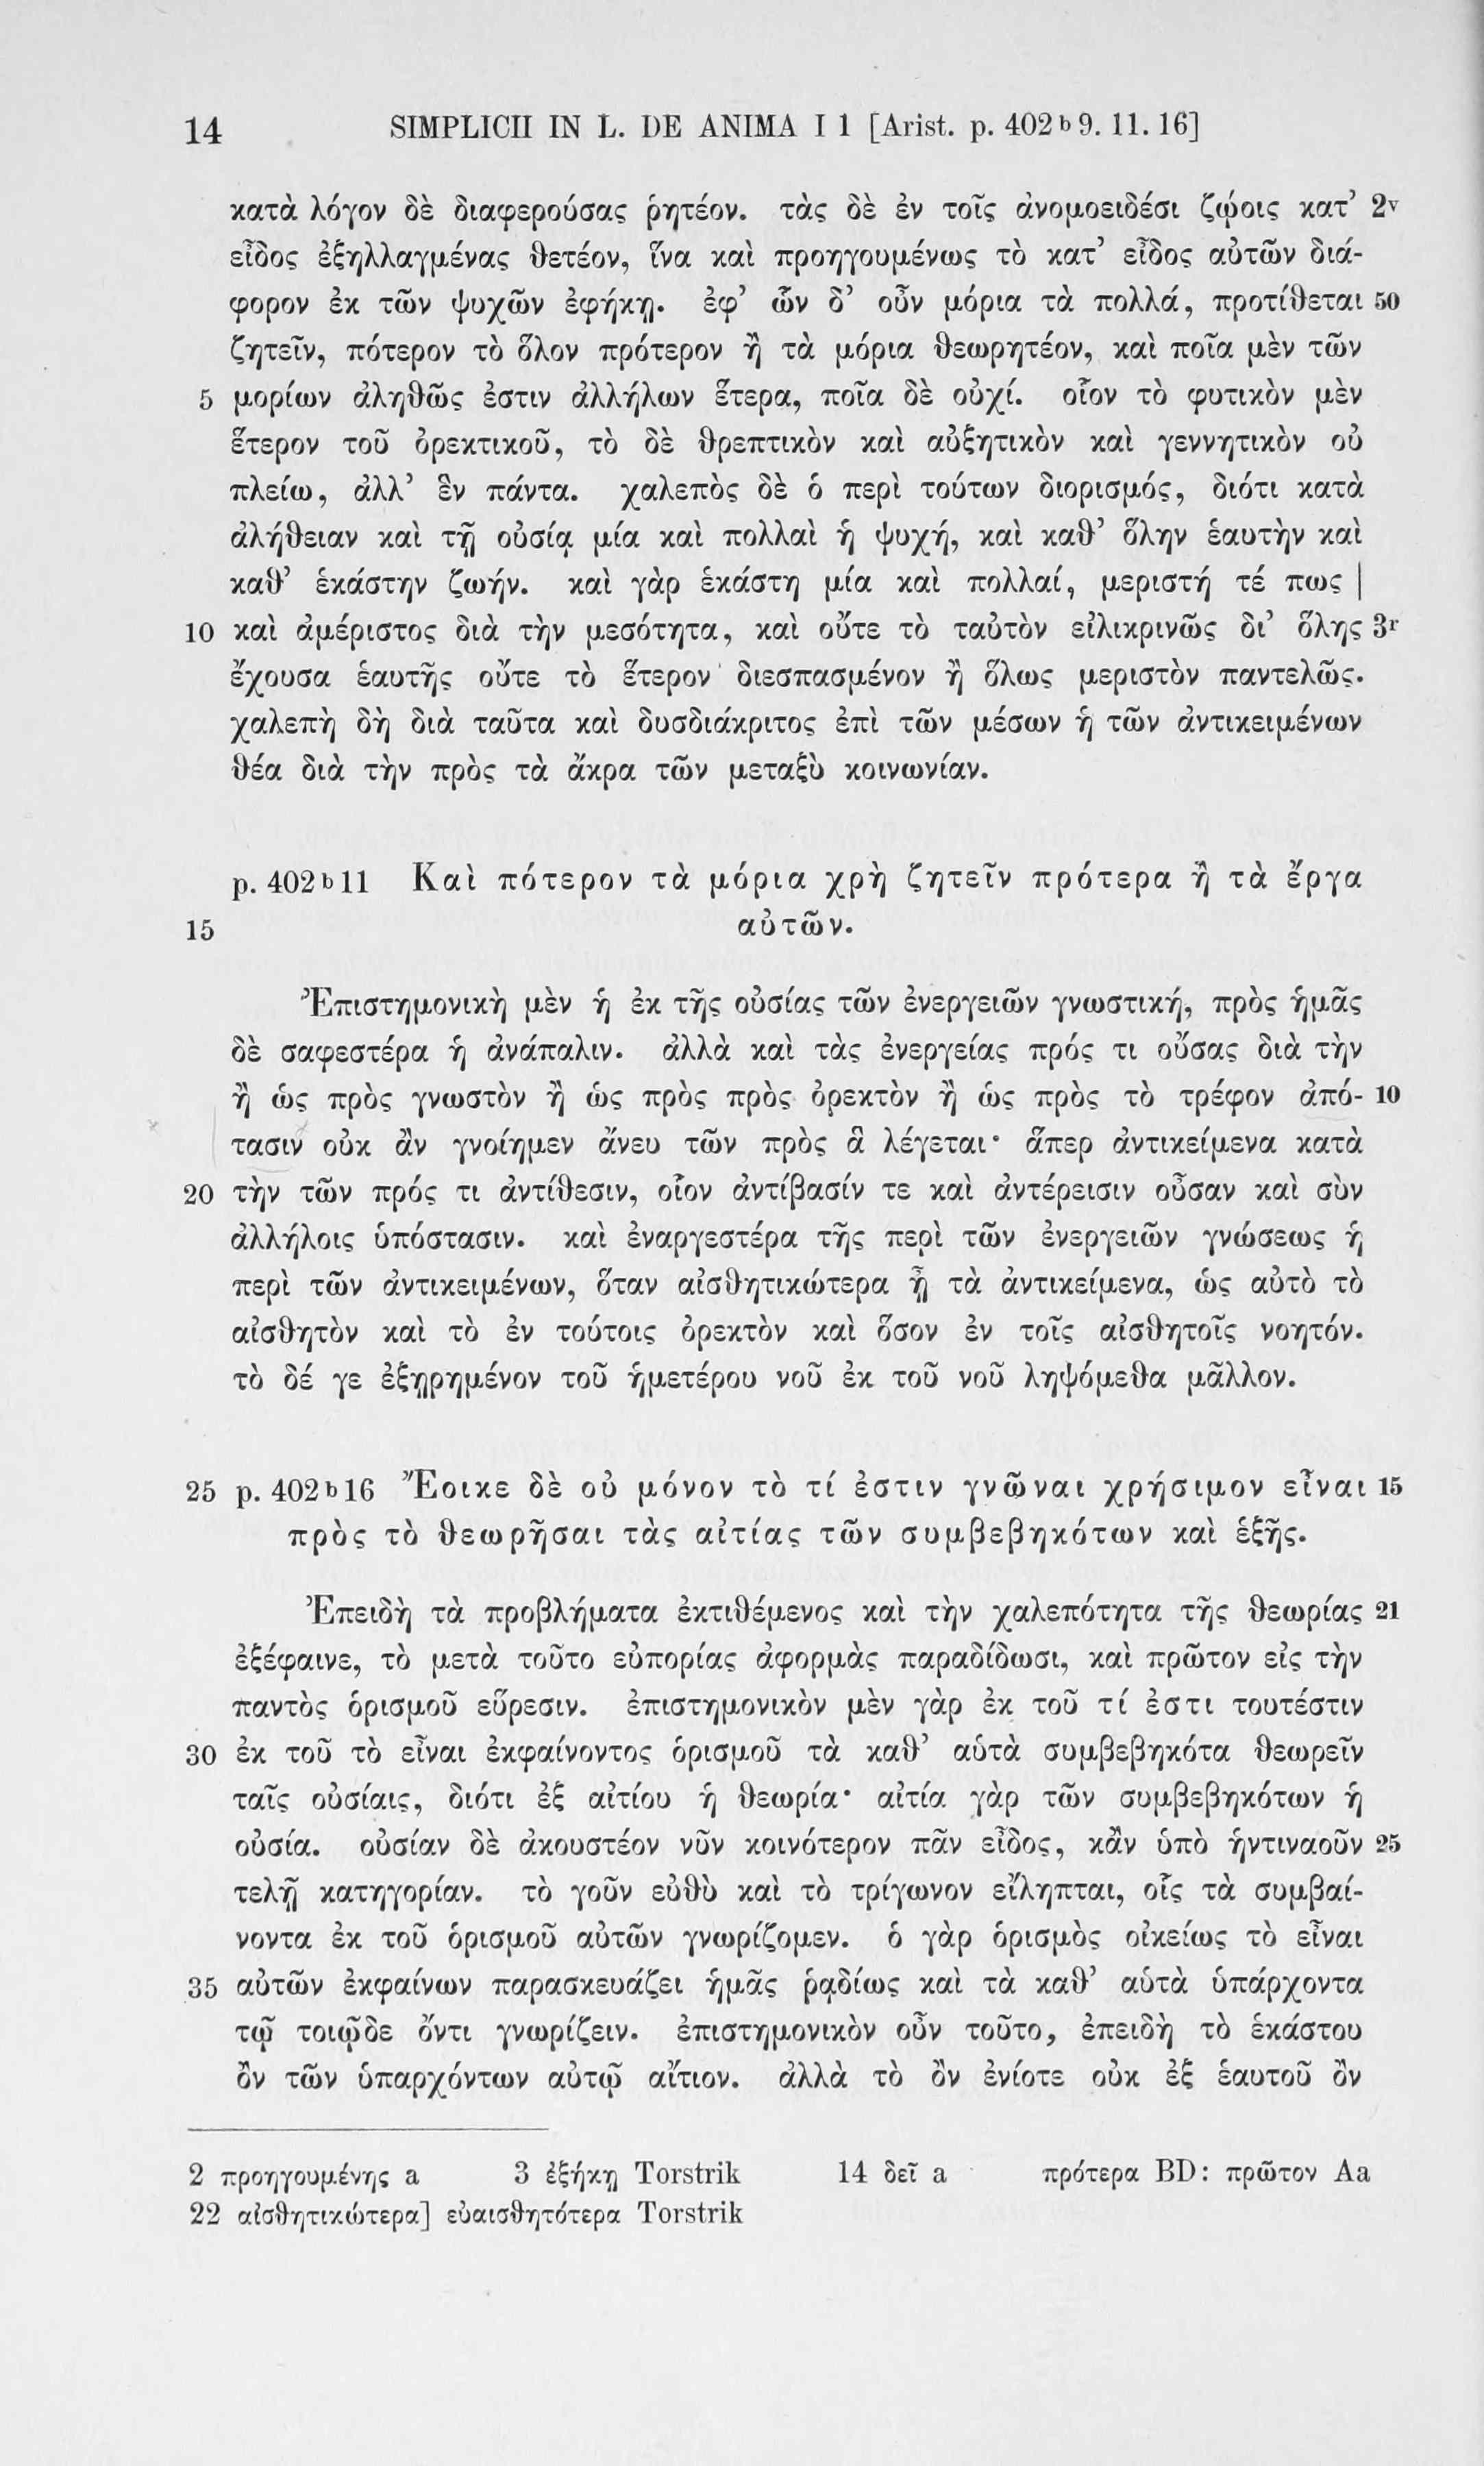 14 SIMPLICII IN L. DE ANIMA I 1 [Arist. p. 402 b 9. 11. 16]
κατὰ λόγον δὲ διαφερούσας ῥητέον. τὰς δὲ ἐν τοῖς ἀνομοειδέσι ζῴοις κατ’ 2v
εἶδος ἐξηλλαγμένας θετέον, ἵνα καὶ προηγουμένως τὸ κατ’ εἶδος αὐτῶν διά-
φορον ἐκ τῶν ψυχῶν ἐφήκῃ. ἐφ’ ὧν δ’ οὖν μόρια τὰ πολλά, προτίθεται 50
ζητεῖν, πότερον τὸ ὅλον πρότερον ἢ τὰ μόρια θεωρητέον, καὶ ποῖα μὲν τῶν
5 μορίων ἀληθῶς ἐστιν ἀλλήλων ἕτερα, ποῖα δὲ οὐχί. οἷον τὸ φυτικὸν μὲν
ἕτερον τοῦ ὀρεκτικοῦ, τὸ δὲ θρεπτικὸν καὶ αὐξητικὸν καὶ γεννητικὸν οὐ
πλείω, ἀλλ’ ἓν πάντα. χαλεπὸς δὲ ὁ περὶ τούτων διορισμός, διότι κατὰ
ἀλήθειαν καὶ τῇ οὐσίᾳ μία καὶ πολλαὶ ἡ ψυχή, καὶ καθ’ ὅλην ἑαυτὴν καὶ
καθ’ ἑκάστην ζωήν. καὶ γὰρ ἑκάστη μία καὶ πολλαί, μεριστή τέ πως |
10 καὶ ἀμέριστος διὰ τὴν μεσότητα, καὶ οὔτε τὸ ταὐτὸν εἰλικρινῶς δι’ ὅλης 3r
ἔχουσα ἑαυτῆς οὔτε τὸ ἕτερον διεσπασμένον ἢ ὅλως μεριστὸν παντελῶς.
χαλεπὴ δὴ διὰ ταῦτα καὶ δυσδιάκριτος ἐπὶ τῶν μέσων ἡ τῶν ἀντικειμένων
θέα διὰ τὴν πρὸς τὰ ἄκρα τῶν μεταξὺ κοινωνίαν.
p. 402 b 11 Καὶ πότερον τὰ μόρια χρὴ ζητεῖν πρότερα ἢ τὰ ἔργα
15 αὐτῶν.
Ἐπιστημονικὴ μὲν ἡ ἐκ τῆς οὐσίας τῶν ἐνεργειῶν γνωστική, πρὸς ἡμᾶς
δὲ σαφεστέρα ἡ ἀνάπαλιν. ἀλλὰ καὶ τὰς ἐνεργείας πρός τι οὔσας διὰ τὴν
ἢ ὡς πρὸς γνωστὸν ἢ ὡς πρὸς πρὸς ὀρεκτὸν ἢ ὡς πρὸς τὸ τρέφον ἀπό- 10
τασιν οὐκ ἂν γνοίημεν ἄνευ τῶν πρὸς ἃ λέγεται· ἅπερ ἀντικείμενα κατὰ
20 τὴν τῶν πρός τι ἀντίθεσιν, οἷον ἀντίβασίν τε καὶ ἀντέρεισιν οὖσαν καὶ σὺν
ἀλλήλοις ὑπόστασιν. καὶ ἐναργεστέρα τῆς περὶ τῶν ἐνεργειῶν γνώσεως ἡ
περὶ τῶν ἀντικειμένων, ὅταν αἰσθητικώτερα ᾖ τὰ ἀντικείμενα, ὡς αὐτὸ τὸ
αἰσθητὸν καὶ τὸ ἐν τούτοις ὀρεκτὸν καὶ ὅσον ἐν τοῖς αἰσθητοῖς νοητόν.
τὸ δέ γε ἐξῃρημένον τοῦ ἡμετέρου νοῦ ἐκ τοῦ νοῦ ληψόμεθα μᾶλλον.
25 p. 402 b 16 Ἔοικε δὲ οὐ μόνον τὸ τί ἐστιν γνῶναι χρήσιμον εἶναι 15
πρὸς τὸ θεωρῆσαι τὰς αἰτίας τῶν συμβεβηκότων καὶ ἑξῆς.
Ἐπειδὴ τὰ προβλήματα ἐκτιθέμενος καὶ τὴν χαλεπότητα τῆς θεωρίας 21
ἐξέφαινε, τὸ μετὰ τοῦτο εὐπορίας ἀφορμὰς παραδίδωσι, καὶ πρῶτον εἰς τὴν
παντὸς ὁρισμοῦ εὕρεσιν. ἐπιστημονικὸν μὲν γὰρ ἐκ τοῦ τί ἐστι τουτέστιν
30 ἐκ τοῦ τὸ εἶναι ἐκφαίνοντος ὁρισμοῦ τὰ καθ’ αὑτὰ συμβεβηκότα θεωρεῖν
ταῖς οὐσίαις, διότι ἐξ αἰτίου ἡ θεωρία· αἰτία γὰρ τῶν συμβεβηκότων ἡ
οὐσία. οὐσίαν δὲ ἀκουστέον νῦν κοινότερον πᾶν εἶδος, κἂν ὑπὸ ἡντιναοῦν 25
τελῇ κατηγορίαν. τὸ γοῦν εὐθὺ καὶ τὸ τρίγωνον εἴληπται, οἷς τὰ συμβαί-
νοντα ἐκ τοῦ ὁρισμοῦ αὐτῶν γνωρίζομεν. ὁ γὰρ ὁρισμὸς οἰκείως τὸ εἶναι
35 αὐτῶν ἐκφαίνων παρασκευάζει ἡμᾶς ῥᾳδίως καὶ τὰ καθ’ αὑτὰ ὑπάρχοντα
τῷ τοιῷδε ὄντι γνωρίζειν. ἐπιστημονικὸν οὖν τοῦτο, ἐπειδὴ τὸ ἑκάστου
ὂν τῶν ὑπαρχόντων αὐτῷ αἴτιον. ἀλλὰ τὸ ὂν ἐνίοτε οὐκ ἐξ ἑαυτοῦ ὂν
2 προηγουμένης a 3 ἐξήκῃ Torstrik 14 δεῖ a πρότερα BD: πρῶτον Aa
22 αἰσθητικώτερα] εὐαισθητότερα Torstrik